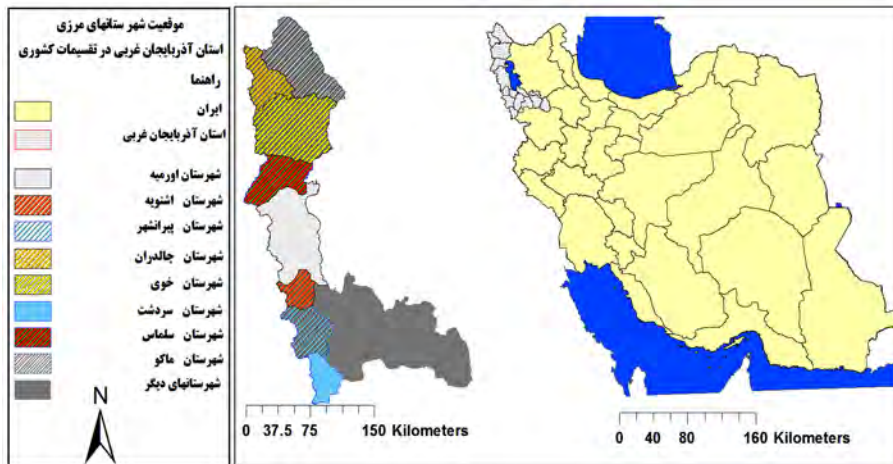 موقعیت شهرستانهای مرزی
استان آذربایجان غربی در تقسیمات کشوری
راهنما
ایران
استان آذربایجان غربی
شهرستان اورمیه
شهرستان اشنویه
شهرستان پیرانشهر
شهرستان چالدران
شهرستان خوی
شهرستان سردشت
شهرستان سلماس
شهرستان ماکو
شهرستانهای دیگر
N
0 37.5 75 150 Kilometers
0 40 80 160 Kilometers